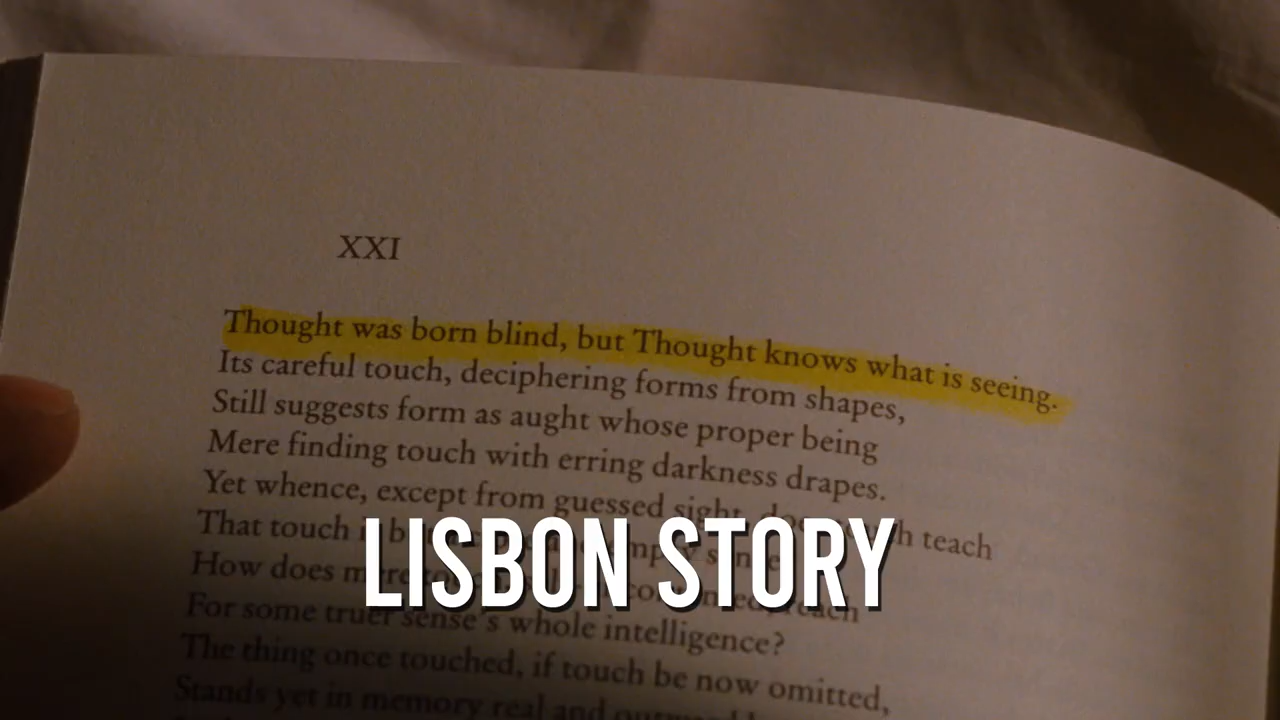 XXI
Thought was born blind, but Thought knows what is seeing.
Its careful touch, deciphering forms from shapes,
Still suggests form as aught whose proper being
Mere finding touch with erring darkness drapes.
Yet whence, except from guessed sight, does teach
That touch
How does
For some truer sense's whole intelligence?
The thing once touched, if touch be now omitted,
Stands yet in memory real and
LISBON STORY